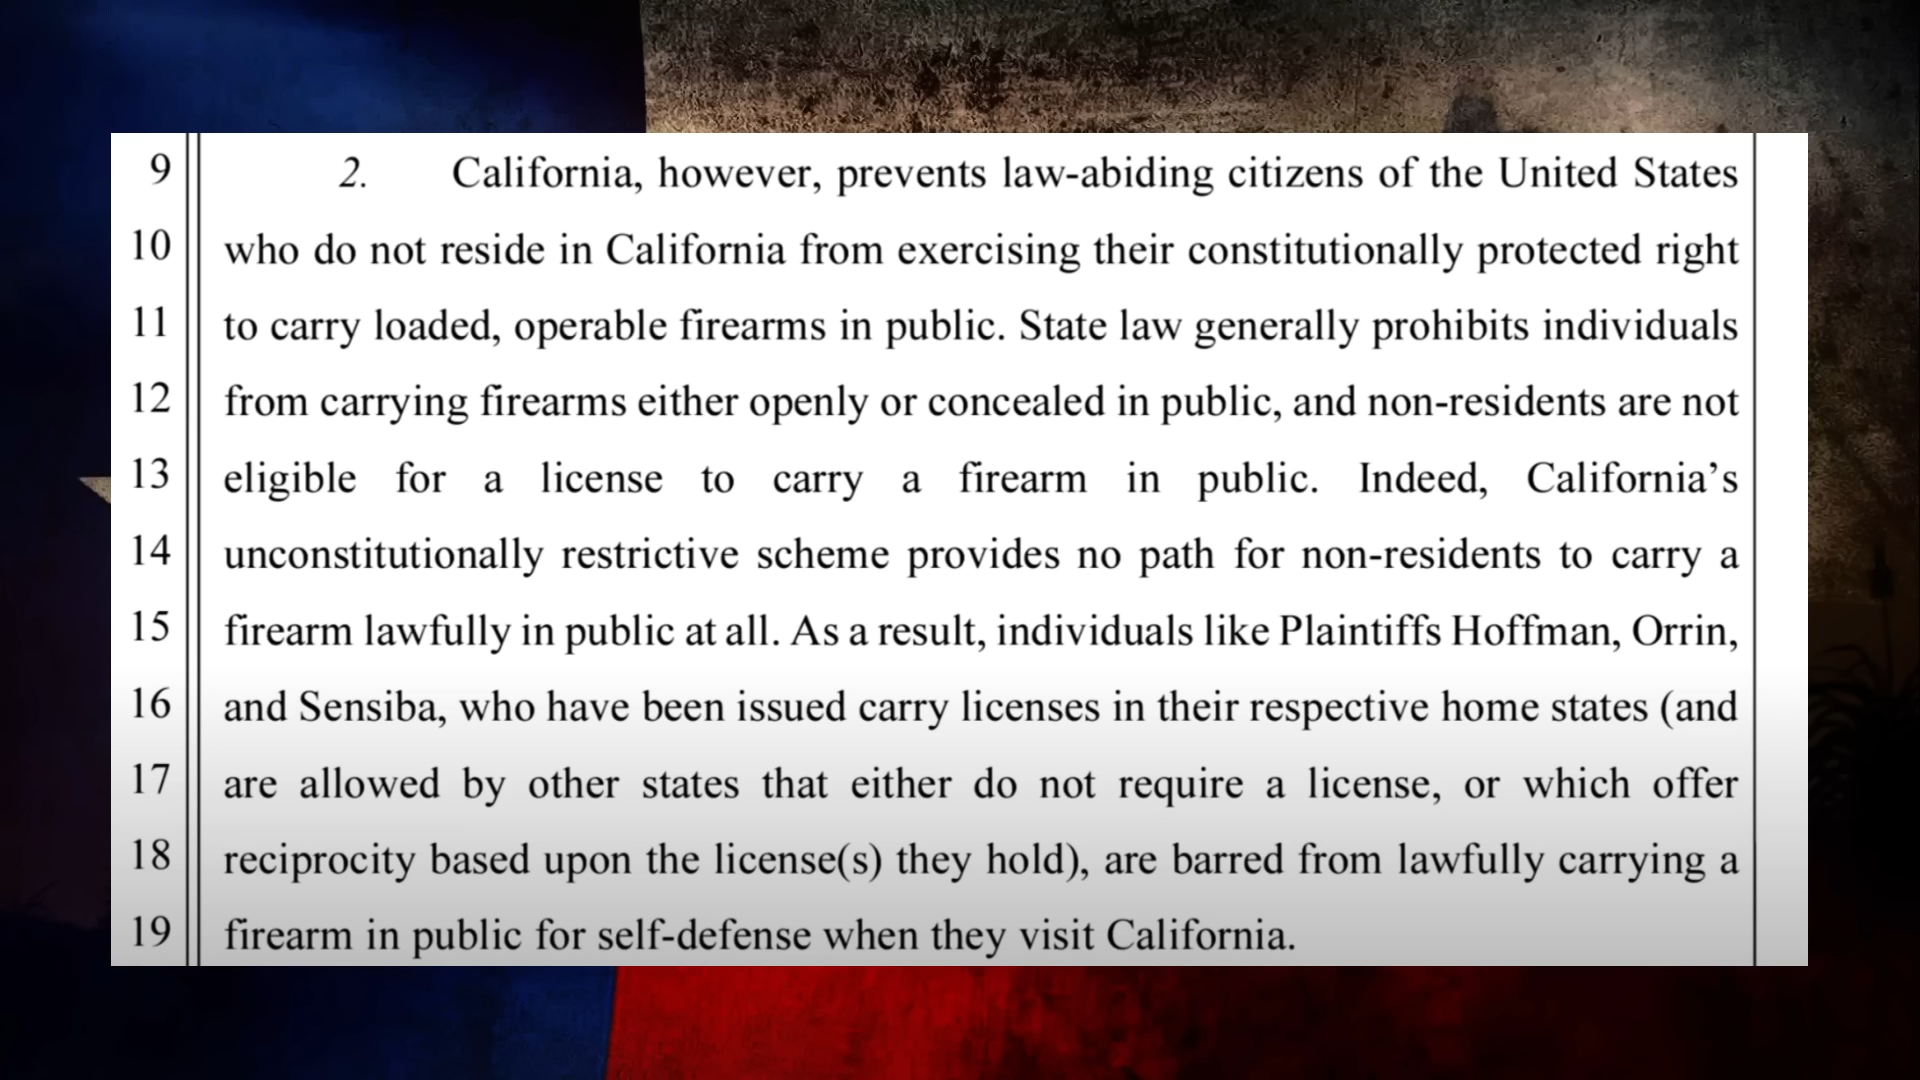 9 2. California, however, prevents law-abiding citizens of the United States
10 who do not reside in California from exercising their constitutionally protected right
11 to carry loaded, operable firearms in public. State law generally prohibits individuals
12 from carrying firearms either openly or concealed in public, and non-residents are not
13 eligible for a license to carry a firearm in public. Indeed, California’s
14 unconstitutionally restrictive scheme provides no path for non-residents to carry a
15 firearm lawfully in public at all. As a result, individuals like Plaintiffs Hoffman, Orrin,
16 and Sensiba, who have been issued carry licenses in their respective home states (and
17 are allowed by other states that either do not require a license, or which offer
18 reciprocity based upon the license(s) they hold), are barred from lawfully carrying a
19 firearm in public for self-defense when they visit California.